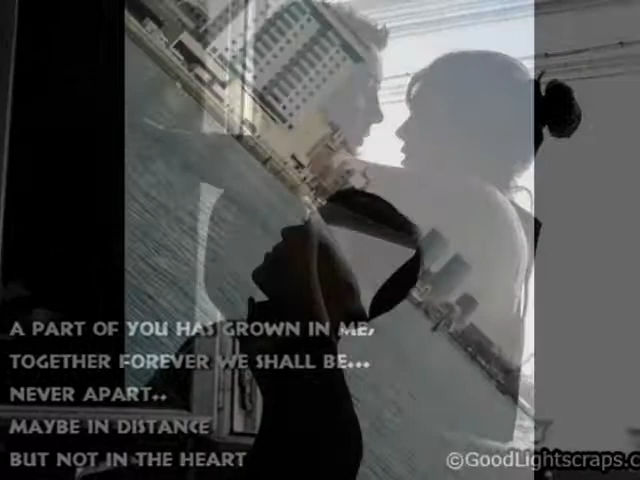 A PART OF YOU HAS GROWN IN ME,
TOGETHER FOREVER WE SHALL BE...
NEVER APART..
MAYBE IN DISTANCE
BUT NOT IN THE HEART
©GoodLightscraps.c